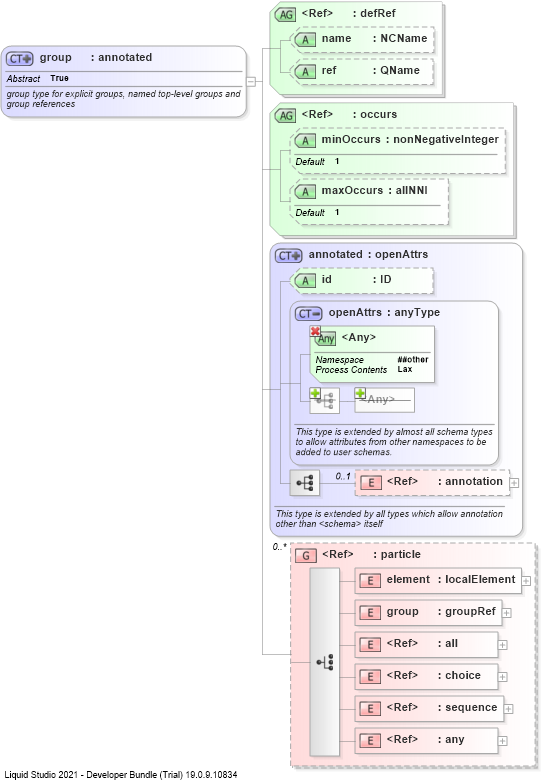 AG <Ref> : defRef
A name : NCName
A ref : QName
CT group : annotated
Abstract True
group type for explicit groups, named top-level groups and
group references
AG <Ref> : occurs
A minOccurs : nonNegativeInteger
Default 1
A maxOccurs : allNNI
Default 1
CT annotated : openAttrs
A id : ID
CT openAttrs : anyType
Any <Any>
Namespace ##other
Process Contents Lax
<Any>
This type is extended by almost all schema types
to allow attributes from other namespaces to be
added to user schemas.
0..1
E <Ref> : annotation
This type is extended by all types which allow annotation
other than <schema> itself
0..*
G <Ref> : particle
E element : localElement
E group : groupRef
E <Ref> : all
E <Ref> : choice
E <Ref> : sequence
E <Ref> : any
Liquid Studio 2021 - Developer Bundle (Trial) 19.0.9.10834